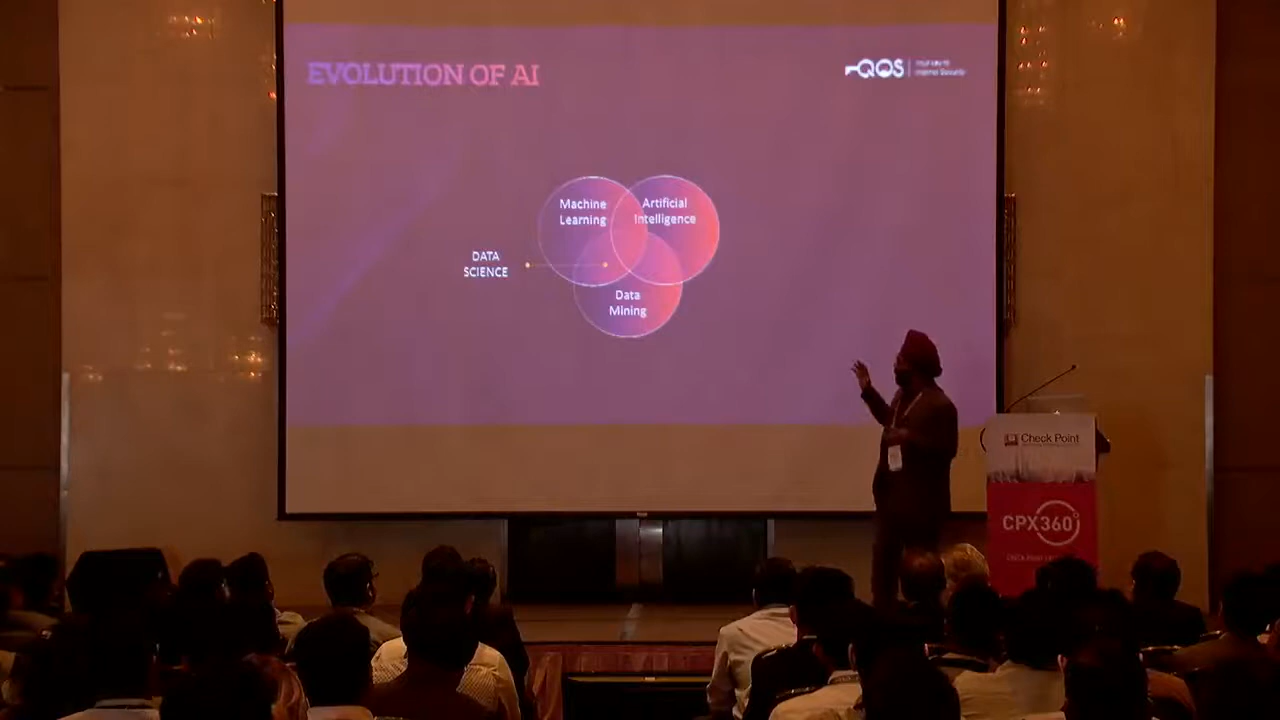 EVOLUTION OF AI
QOS
Machine
Learning
Artificial
Intelligence
DATA
SCIENCE
Data
Mining
Check Point
CPX360°